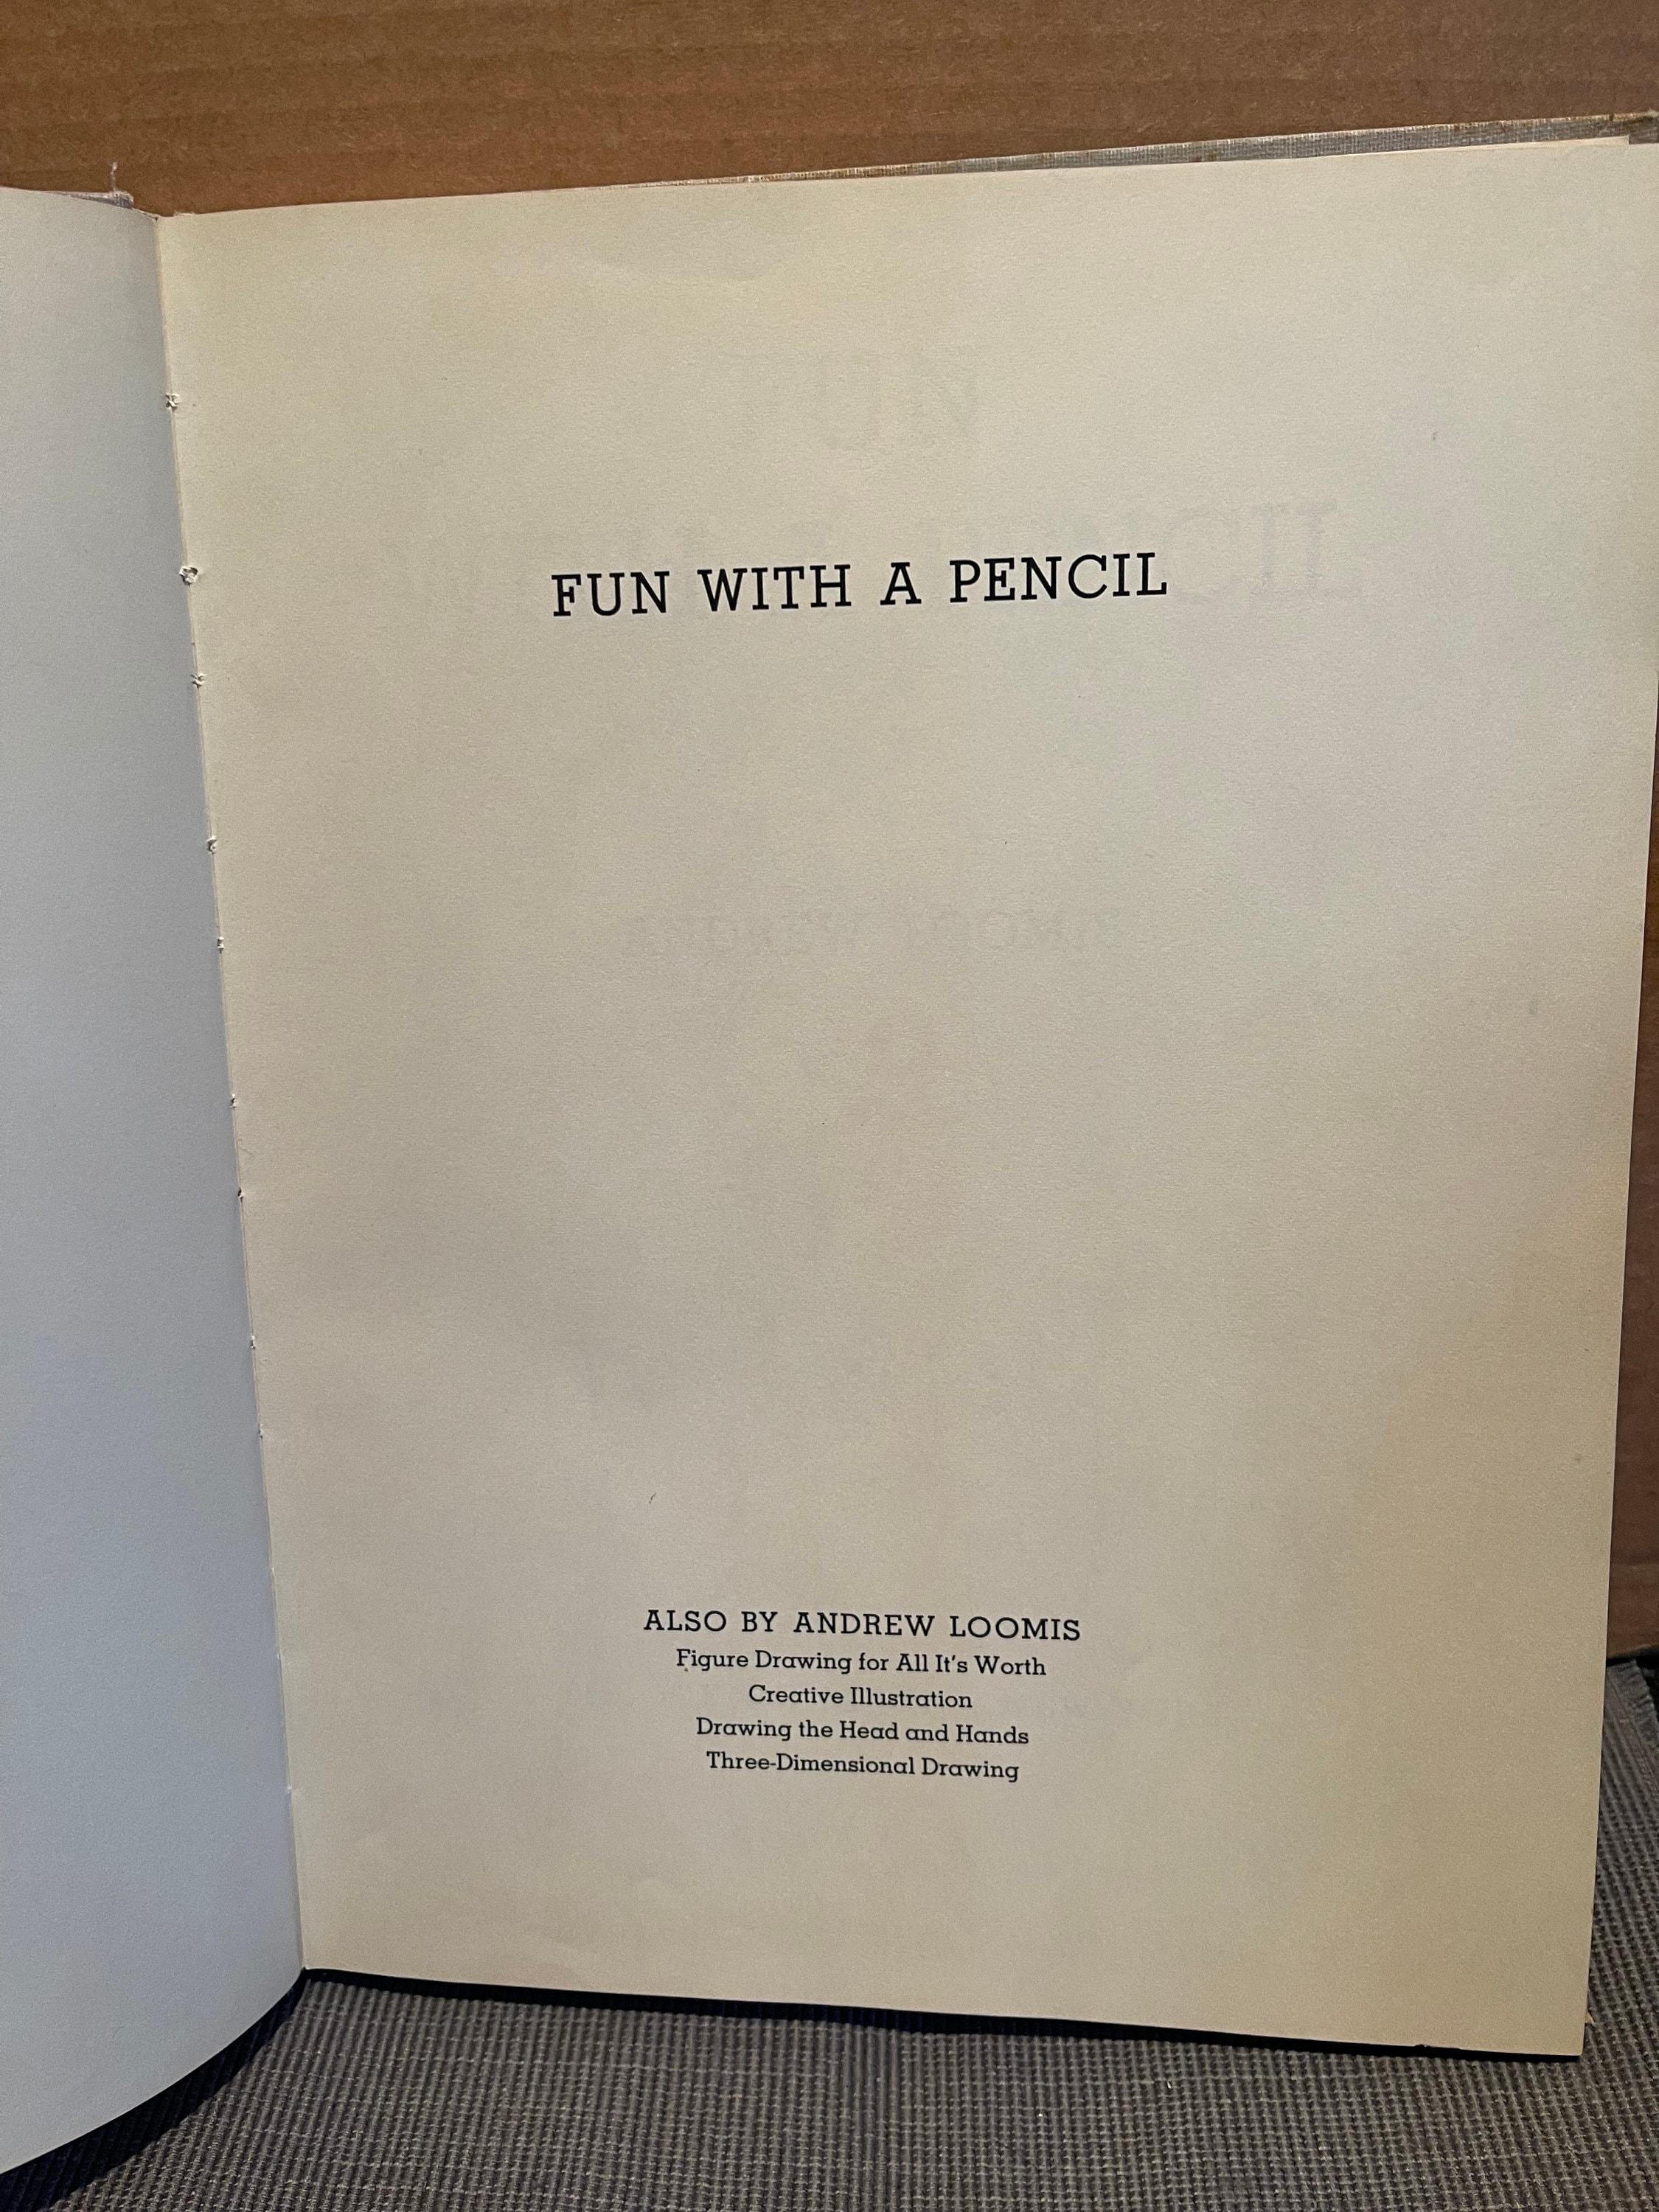 FUN WITH A PENCIL
ALSO BY ANDREW LOOMIS
Figure Drawing for All It's Worth
Creative Illustration
Drawing the Head and Hands
Three-Dimensional Drawing